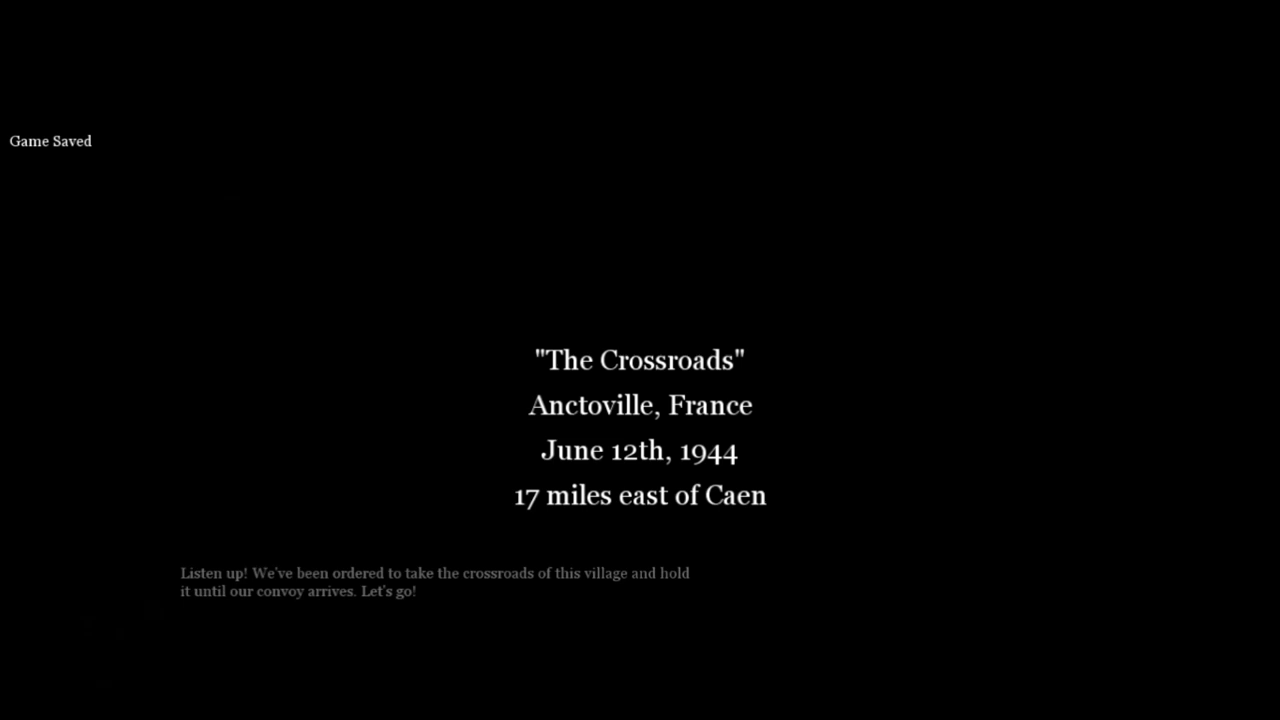 Game Saved
"The Crossroads"
Anctoville, France
June 12th, 1944
17 miles east of Caen
Listen up! We've been ordered to take the crossroads of this village and hold
it until our convoy arrives. Let's go!